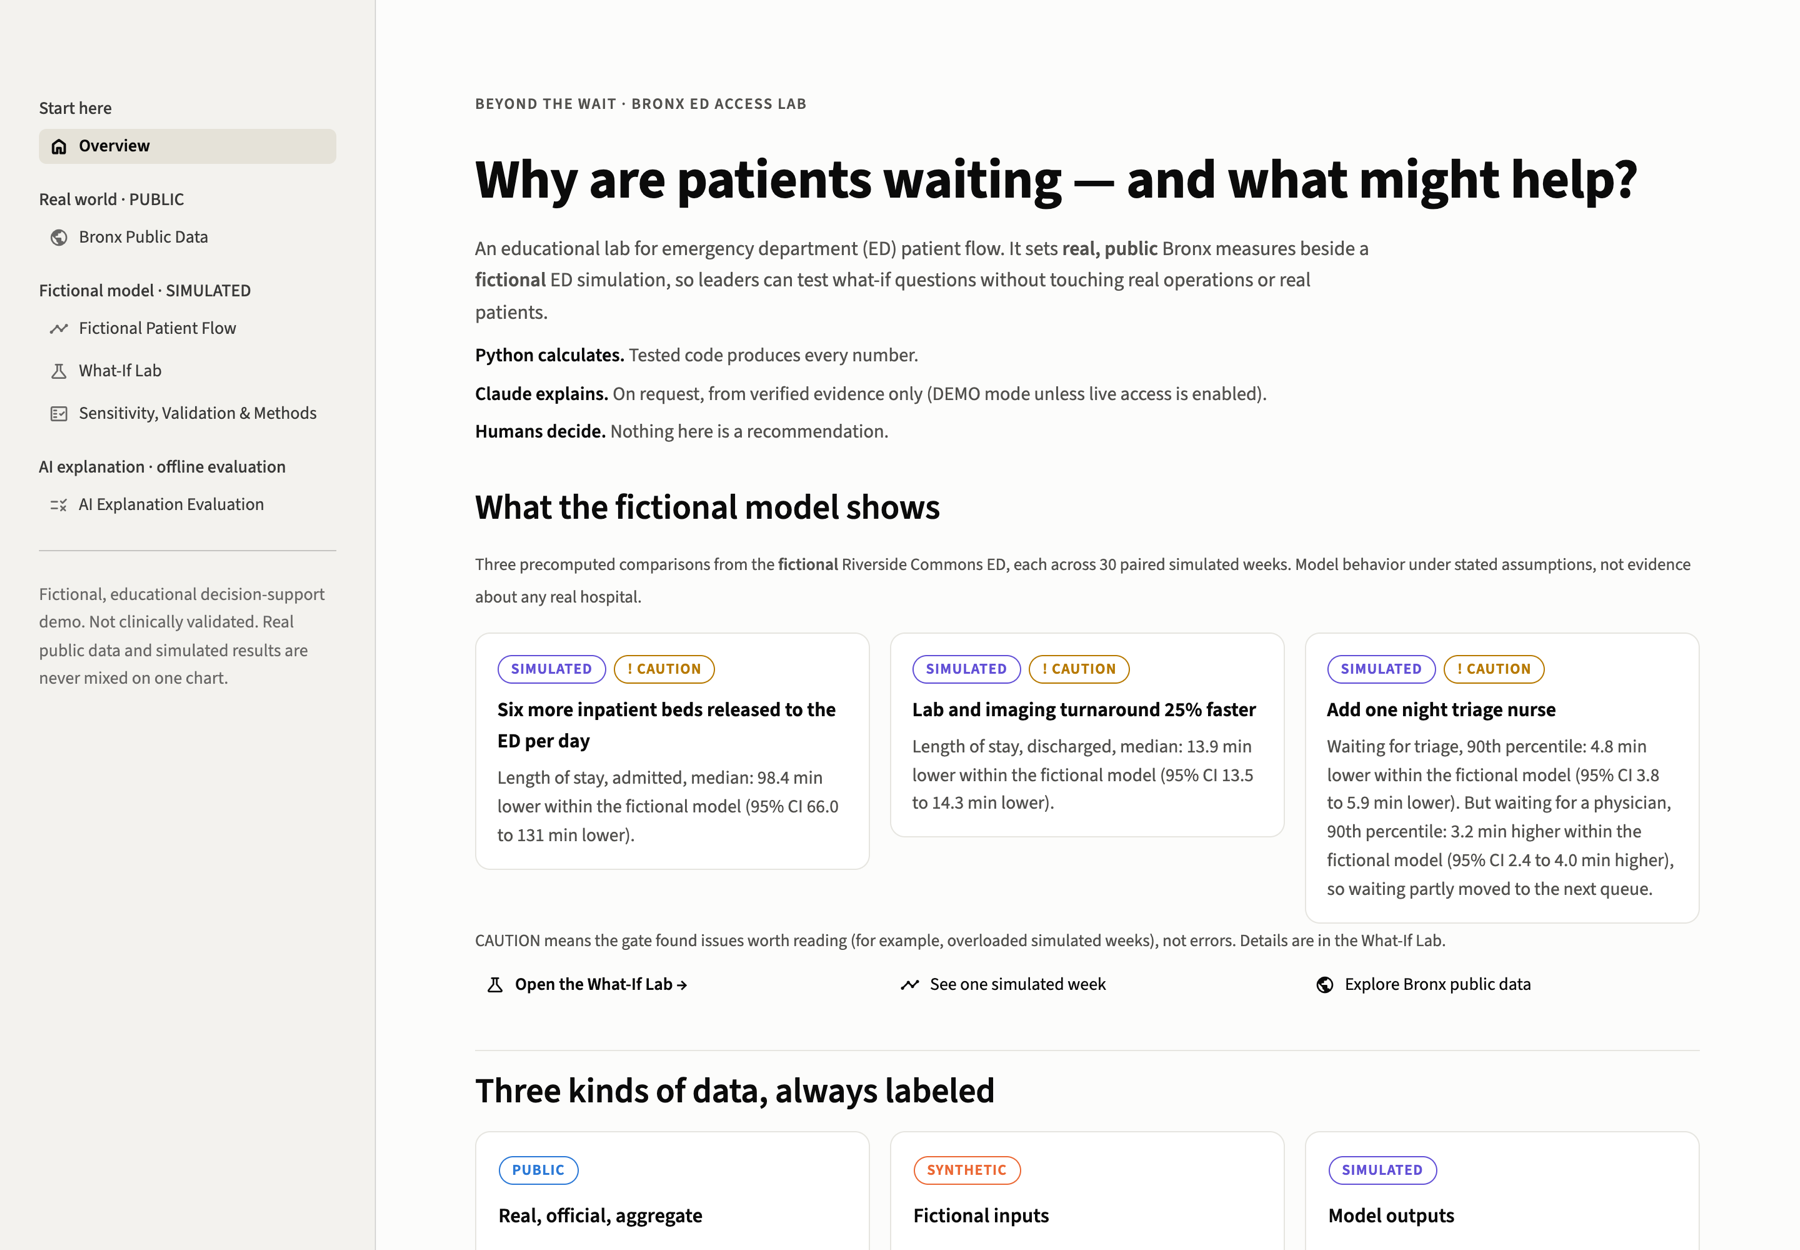 Start here
Overview
Real world · PUBLIC
Bronx Public Data
Fictional model · SIMULATED
Fictional Patient Flow
What-If Lab
Sensitivity, Validation & Methods
AI explanation · offline evaluation
AI Explanation Evaluation
Fictional, educational decision-support
demo. Not clinically validated. Real
public data and simulated results are
never mixed on one chart.
BEYOND THE WAIT · BRONX ED ACCESS LAB
Why are patients waiting — and what might help?
An educational lab for emergency department (ED) patient flow. It sets real, public Bronx measures beside a
fictional ED simulation, so leaders can test what-if questions without touching real operations or real
patients.
Python calculates. Tested code produces every number.
Claude explains. On request, from verified evidence only (DEMO mode unless live access is enabled).
Humans decide. Nothing here is a recommendation.
What the fictional model shows
Three precomputed comparisons from the fictional Riverside Commons ED, each across 30 paired simulated weeks. Model behavior under stated assumptions, not evidence
about any real hospital.
SIMULATED ! CAUTION
Six more inpatient beds released to the
ED per day
Length of stay, admitted, median: 98.4 min
lower within the fictional model (95% CI 66.0
to 131 min lower).
SIMULATED ! CAUTION
Lab and imaging turnaround 25% faster
Length of stay, discharged, median: 13.9 min
lower within the fictional model (95% CI 13.5
to 14.3 min lower).
SIMULATED ! CAUTION
Add one night triage nurse
Waiting for triage, 90th percentile: 4.8 min
lower within the fictional model (95% CI 3.8
to 5.9 min lower). But waiting for a physician,
90th percentile: 3.2 min higher within the
fictional model (95% CI 2.4 to 4.0 min higher),
so waiting partly moved to the next queue.
CAUTION means the gate found issues worth reading (for example, overloaded simulated weeks), not errors. Details are in the What-If Lab.
Open the What-If Lab →
See one simulated week
Explore Bronx public data
Three kinds of data, always labeled
PUBLIC
Real, official, aggregate
SYNTHETIC
Fictional inputs
SIMULATED
Model outputs